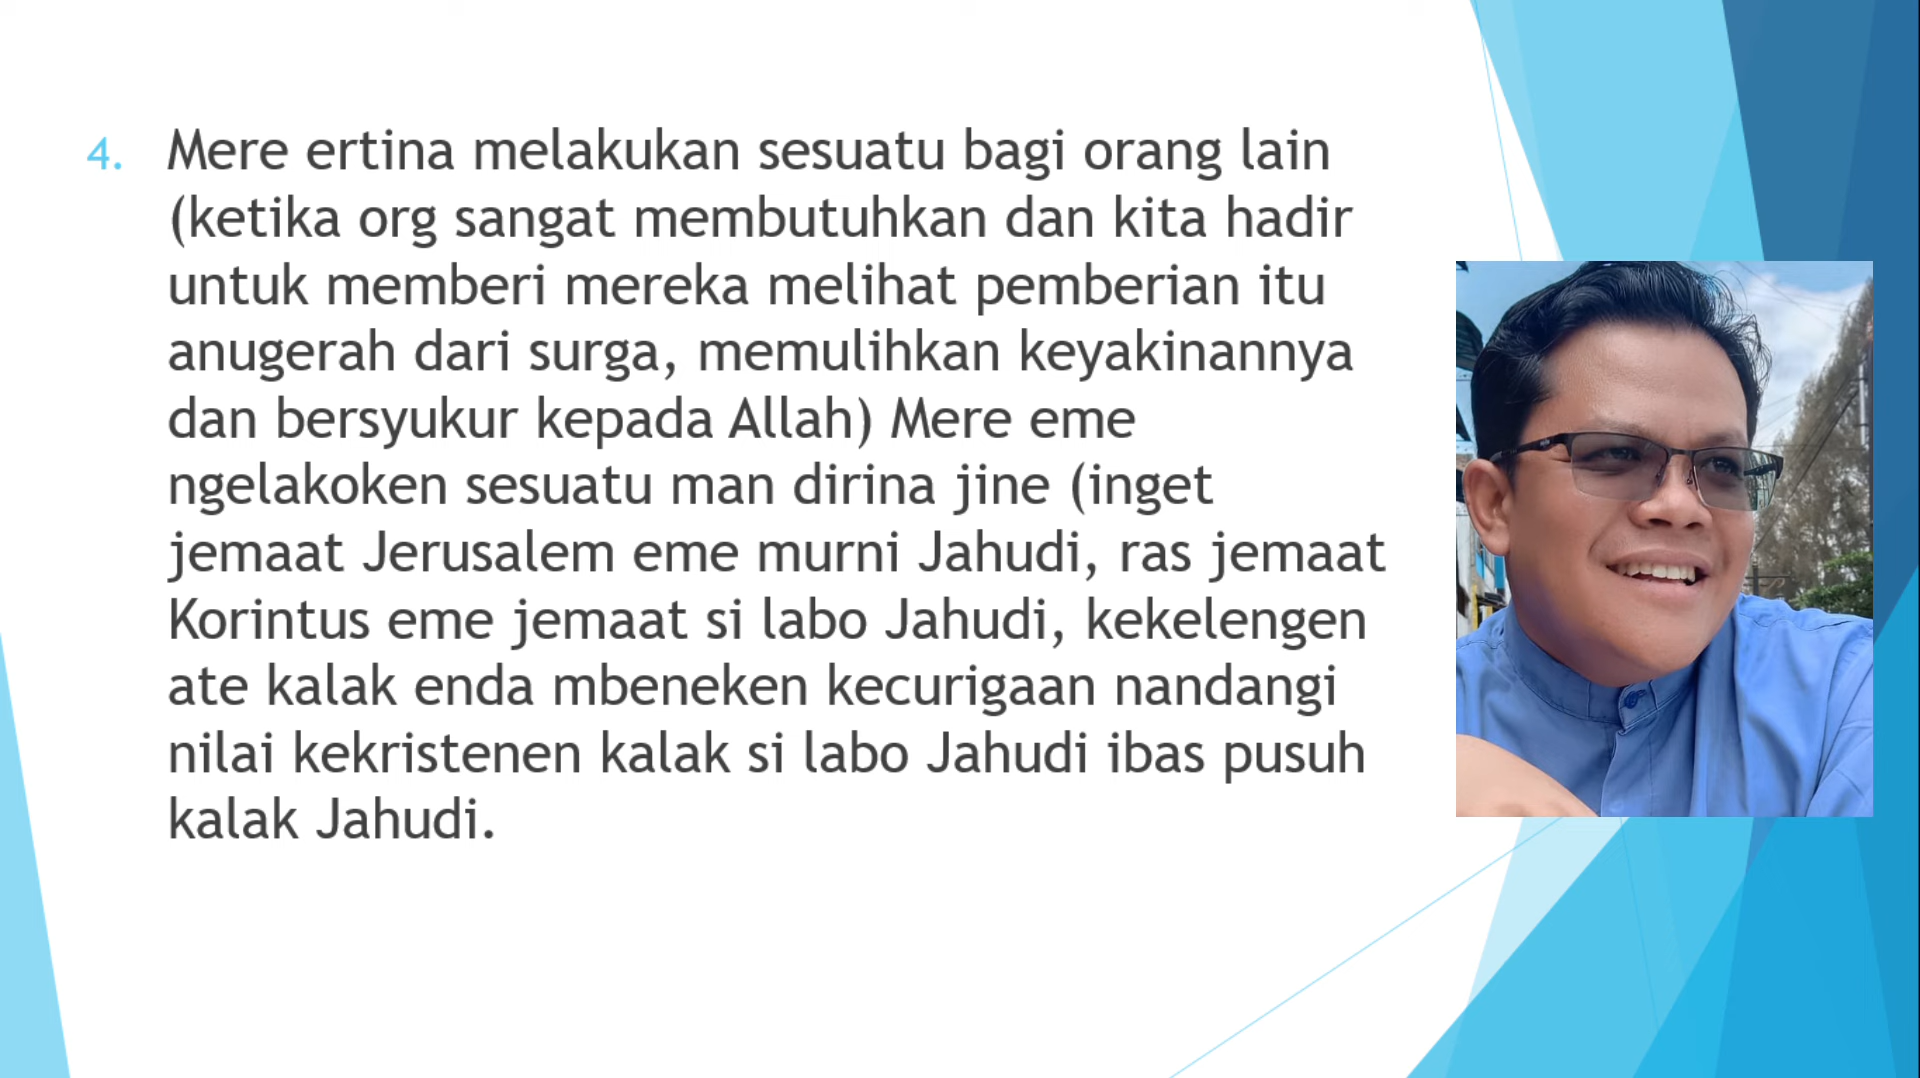 4. Mere ertina melakukan sesuatu bagi orang lain
(ketika org sangat membutuhkan dan kita hadir
untuk memberi mereka melihat pemberian itu
anugerah dari surga, memulihkan keyakinannya
dan bersyukur kepada Allah) Mere eme
ngelakoken sesuatu man dirina jine (inget
jemaat Jerusalem eme murni Jahudi, ras jemaat
Korintus eme jemaat si labo Jahudi, kekelengen
ate kalak enda mbeneken kecurigaan nandangi
nilai kekristenen kalak si labo Jahudi ibas pusuh
kalak Jahudi.